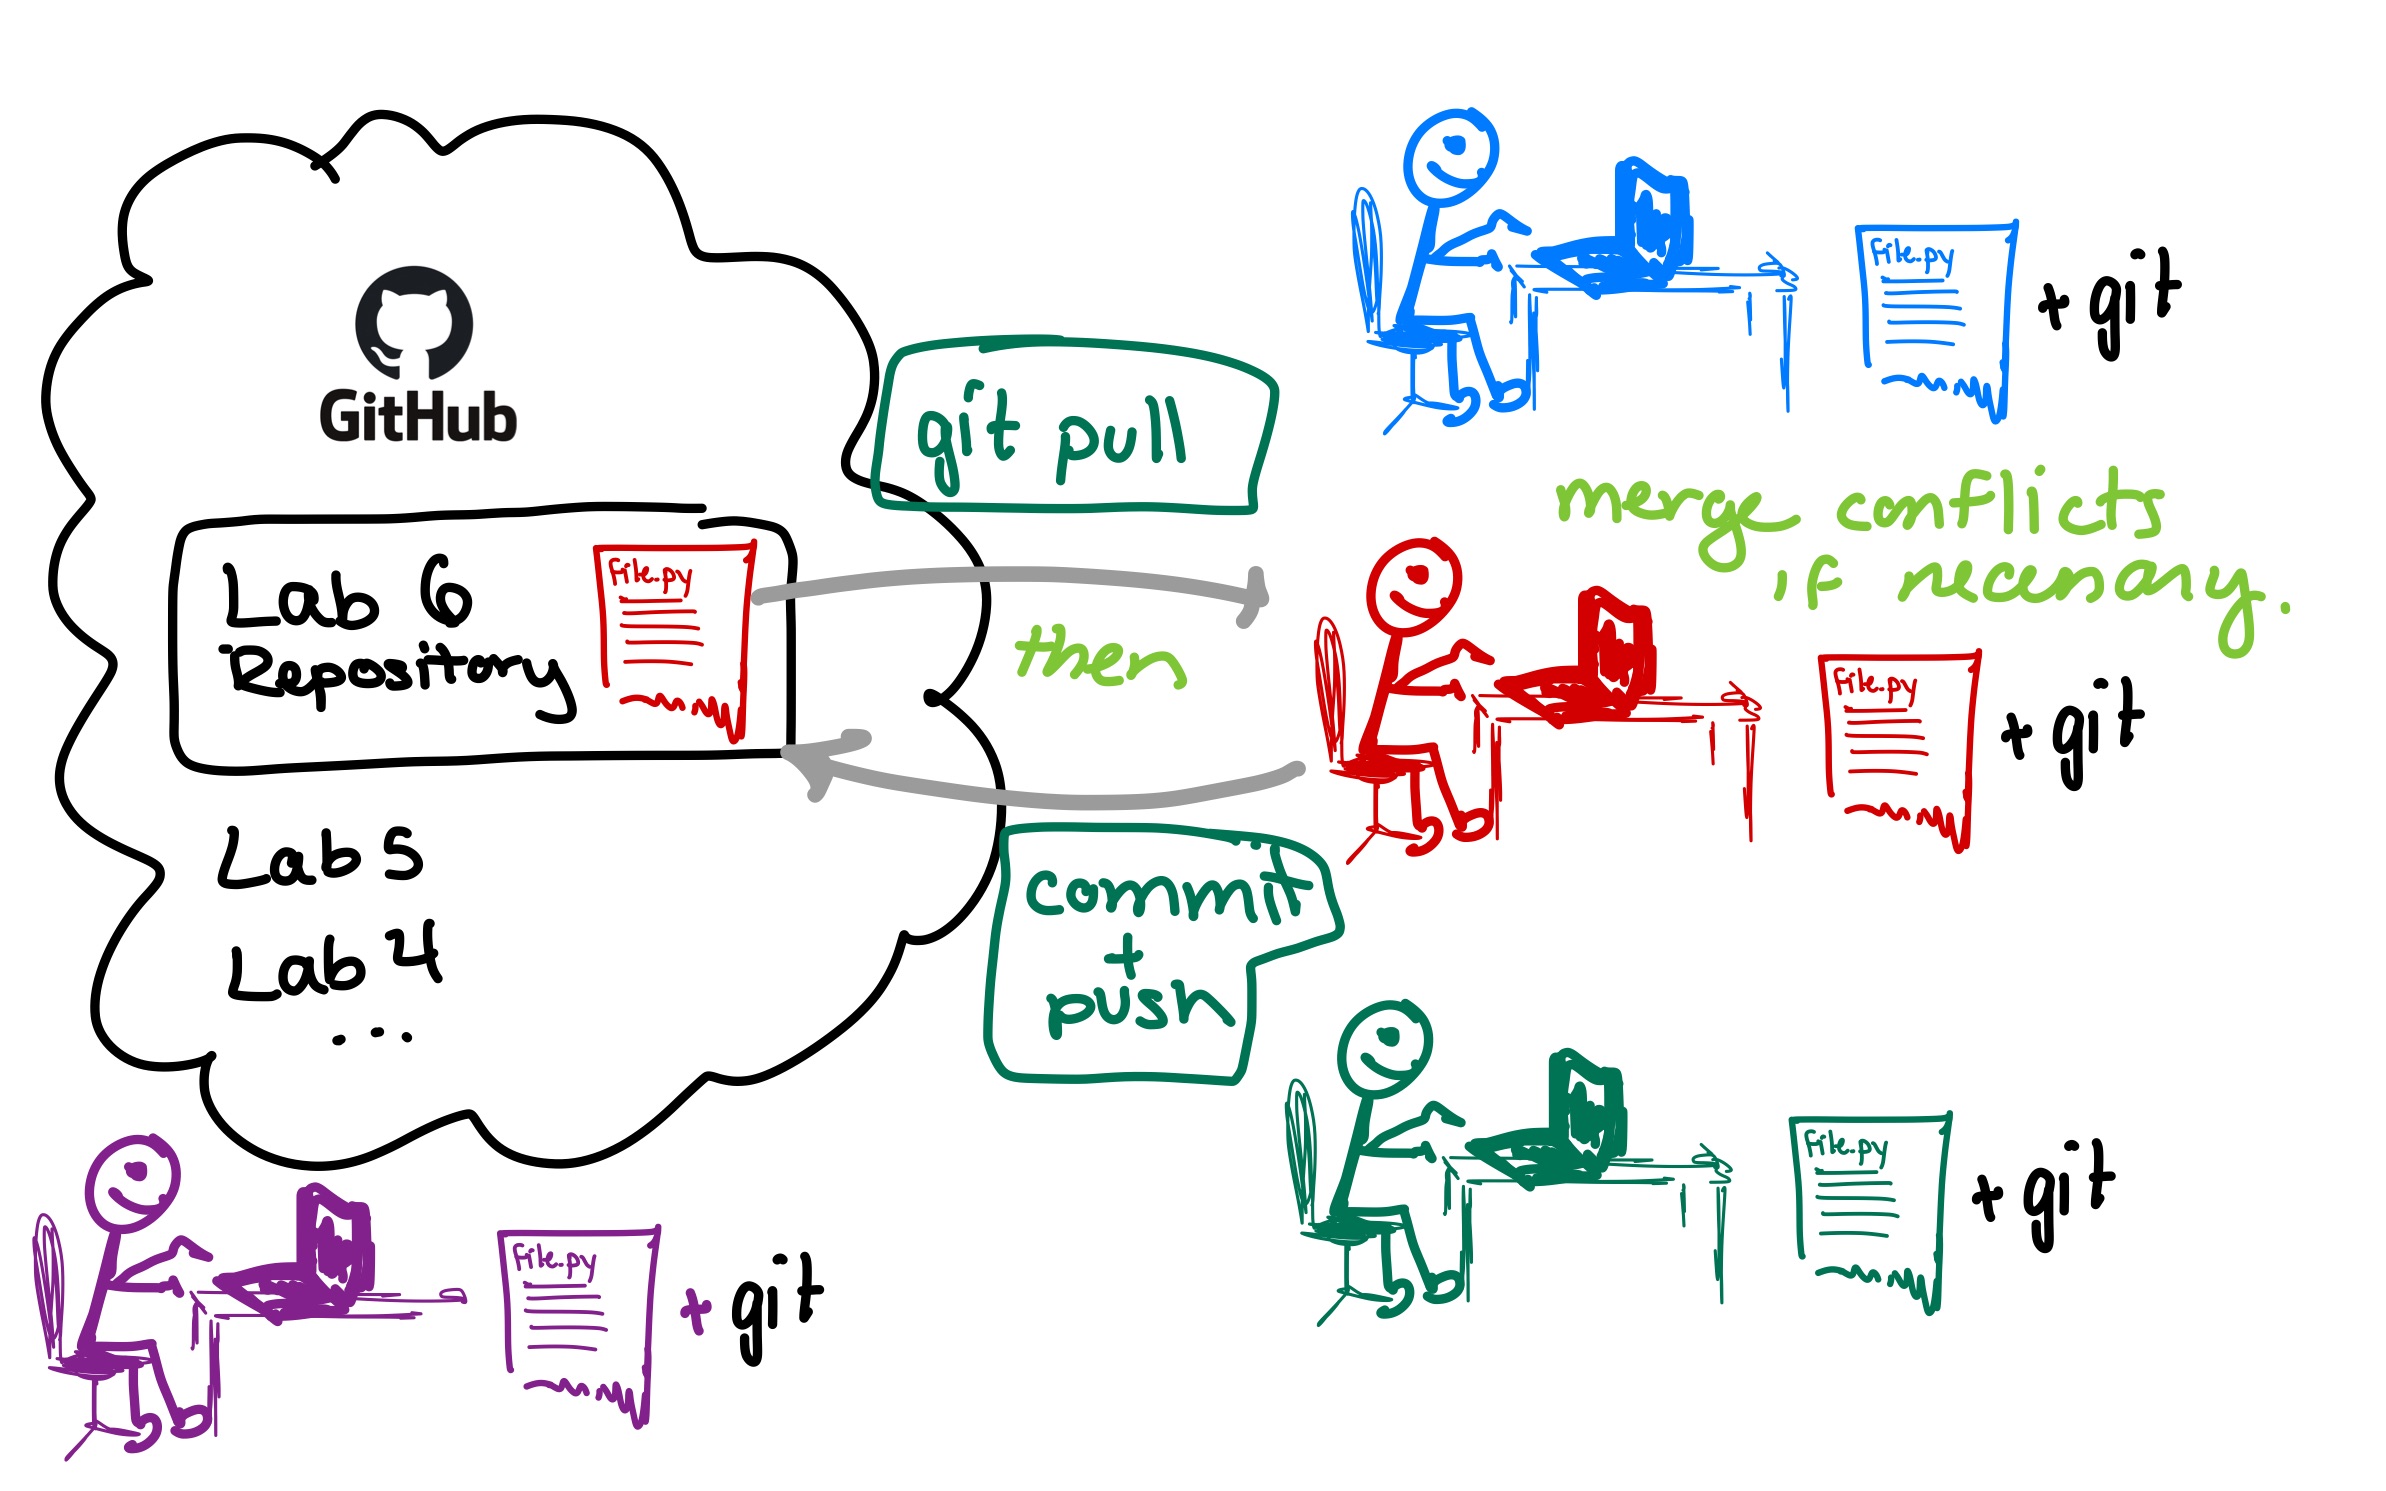 GitHub
Lab 6
Repository
File.py
Lab 5
Lab 4
...
git pull
then
commit
+
push
File.py
+ git
merge conflicts
if necenary.
File.py
+ git
File.py
+ git
File.py
+ git